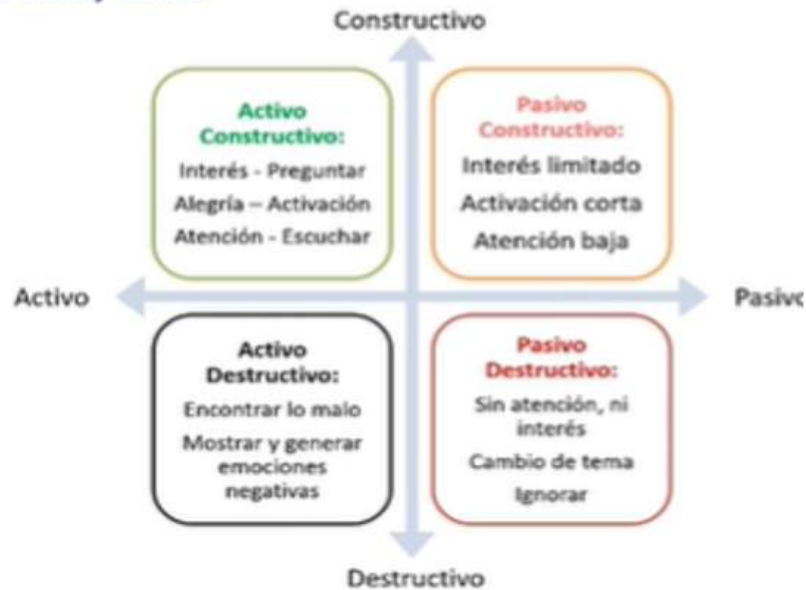 Constructivo
Activo
Constructivo:
Interés - Preguntar
Alegría – Activación
Atención - Escuchar
Pasivo
Constructivo:
Interés limitado
Activación corta
Atención baja
Activo
Pasivo
Activo
Destructivo:
Encontrar lo malo
Mostrar y generar
emociones
negativas
Pasivo
Destructivo:
Sin atención, ni
interés
Cambio de tema
Ignorar
Destructivo